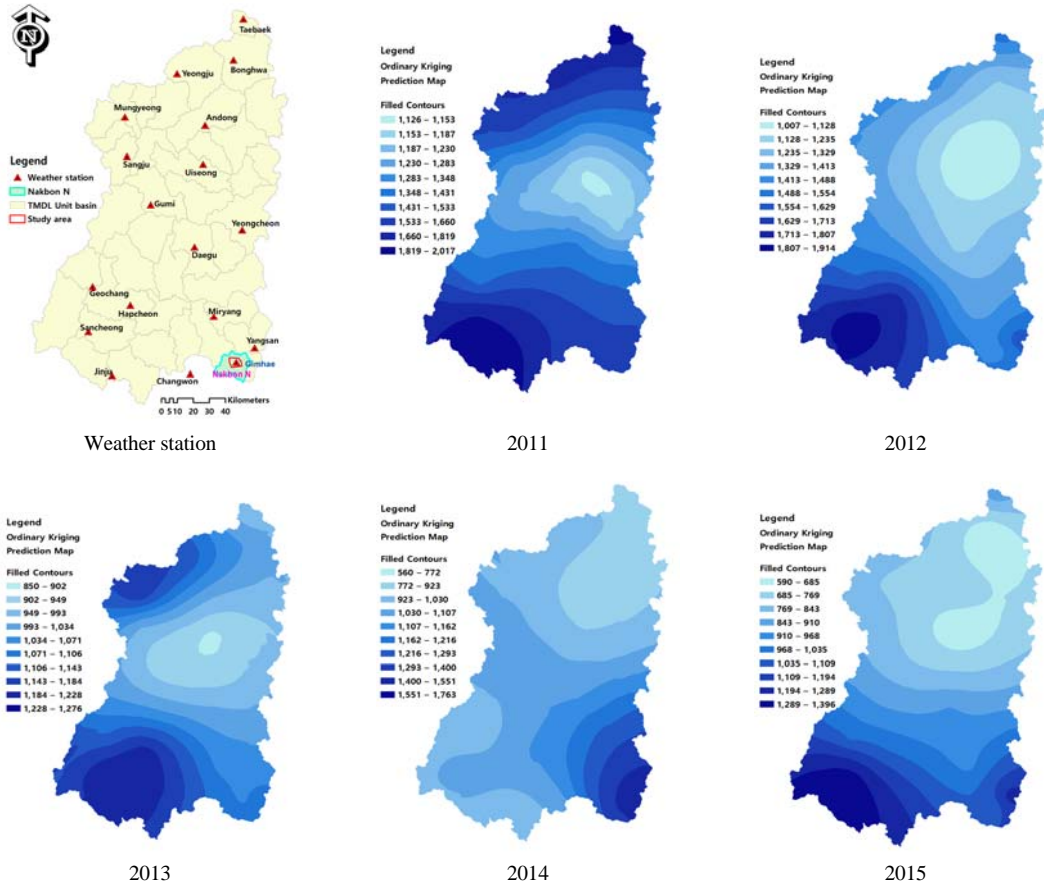 N
Taebaek
Bonghwa
Yeongju
Mungyeong
Andong
Sangju
Uiseong
Gumi
Yeongcheon
Daegu
Geochang
Hapcheon
Miryang
Sancheong
Yangsan
Gimhae
Nakbon N
Jinju
Changwon
Legend
Weather station
Nakbon N
TMDL Unit basin
Study area
Kilometers
0 5 10 20 30 40
Weather station
Legend
Ordinary Kriging
Prediction Map
Filled Contours
1,126 – 1,153
1,153 – 1,187
1,187 – 1,230
1,230 – 1,283
1,283 – 1,348
1,348 – 1,431
1,431 – 1,533
1,533 – 1,660
1,660 – 1,819
1,819 – 2,017
2011
Legend
Ordinary Kriging
Prediction Map
Filled Contours
1,007 – 1,128
1,128 – 1,235
1,235 – 1,329
1,329 – 1,413
1,413 – 1,488
1,488 – 1,554
1,554 – 1,629
1,629 – 1,713
1,713 – 1,807
1,807 – 1,914
2012
Legend
Ordinary Kriging
Prediction Map
Filled Contours
850 – 902
902 – 949
949 – 993
993 – 1,034
1,034 – 1,071
1,071 – 1,106
1,106 – 1,143
1,143 – 1,184
1,184 – 1,228
1,228 – 1,276
2013
Legend
Ordinary Kriging
Prediction Map
Filled Contours
560 – 772
772 – 923
923 – 1,030
1,030 – 1,107
1,107 – 1,162
1,162 – 1,216
1,216 – 1,293
1,293 – 1,400
1,400 – 1,551
1,551 – 1,763
2014
Legend
Ordinary Kriging
Prediction Map
Filled Contours
590 – 685
685 – 769
769 – 843
843 – 910
910 – 968
968 – 1,035
1,035 – 1,109
1,109 – 1,194
1,194 – 1,289
1,289 – 1,396
2015